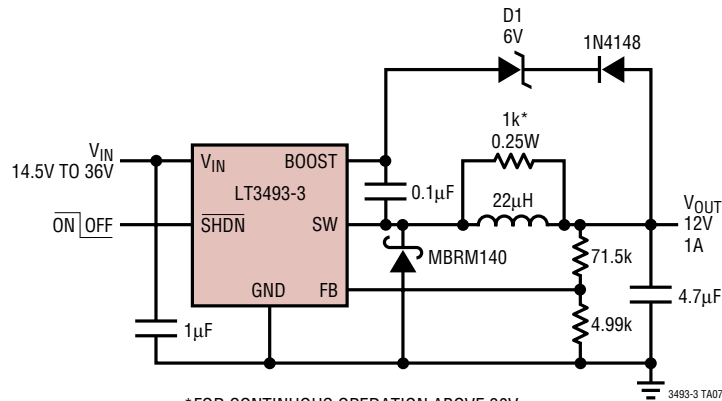 D1
6V
1N4148
1k*
0.25W
VIN
14.5V TO 36V
VIN
BOOST
LT3493-3
0.1µF
22µH
VOUT
12V
1A
ON OFF
SHDN
SW
MBRM140
71.5k
GND
FB
4.7µF
1µF
4.99k
3493-3 TA07